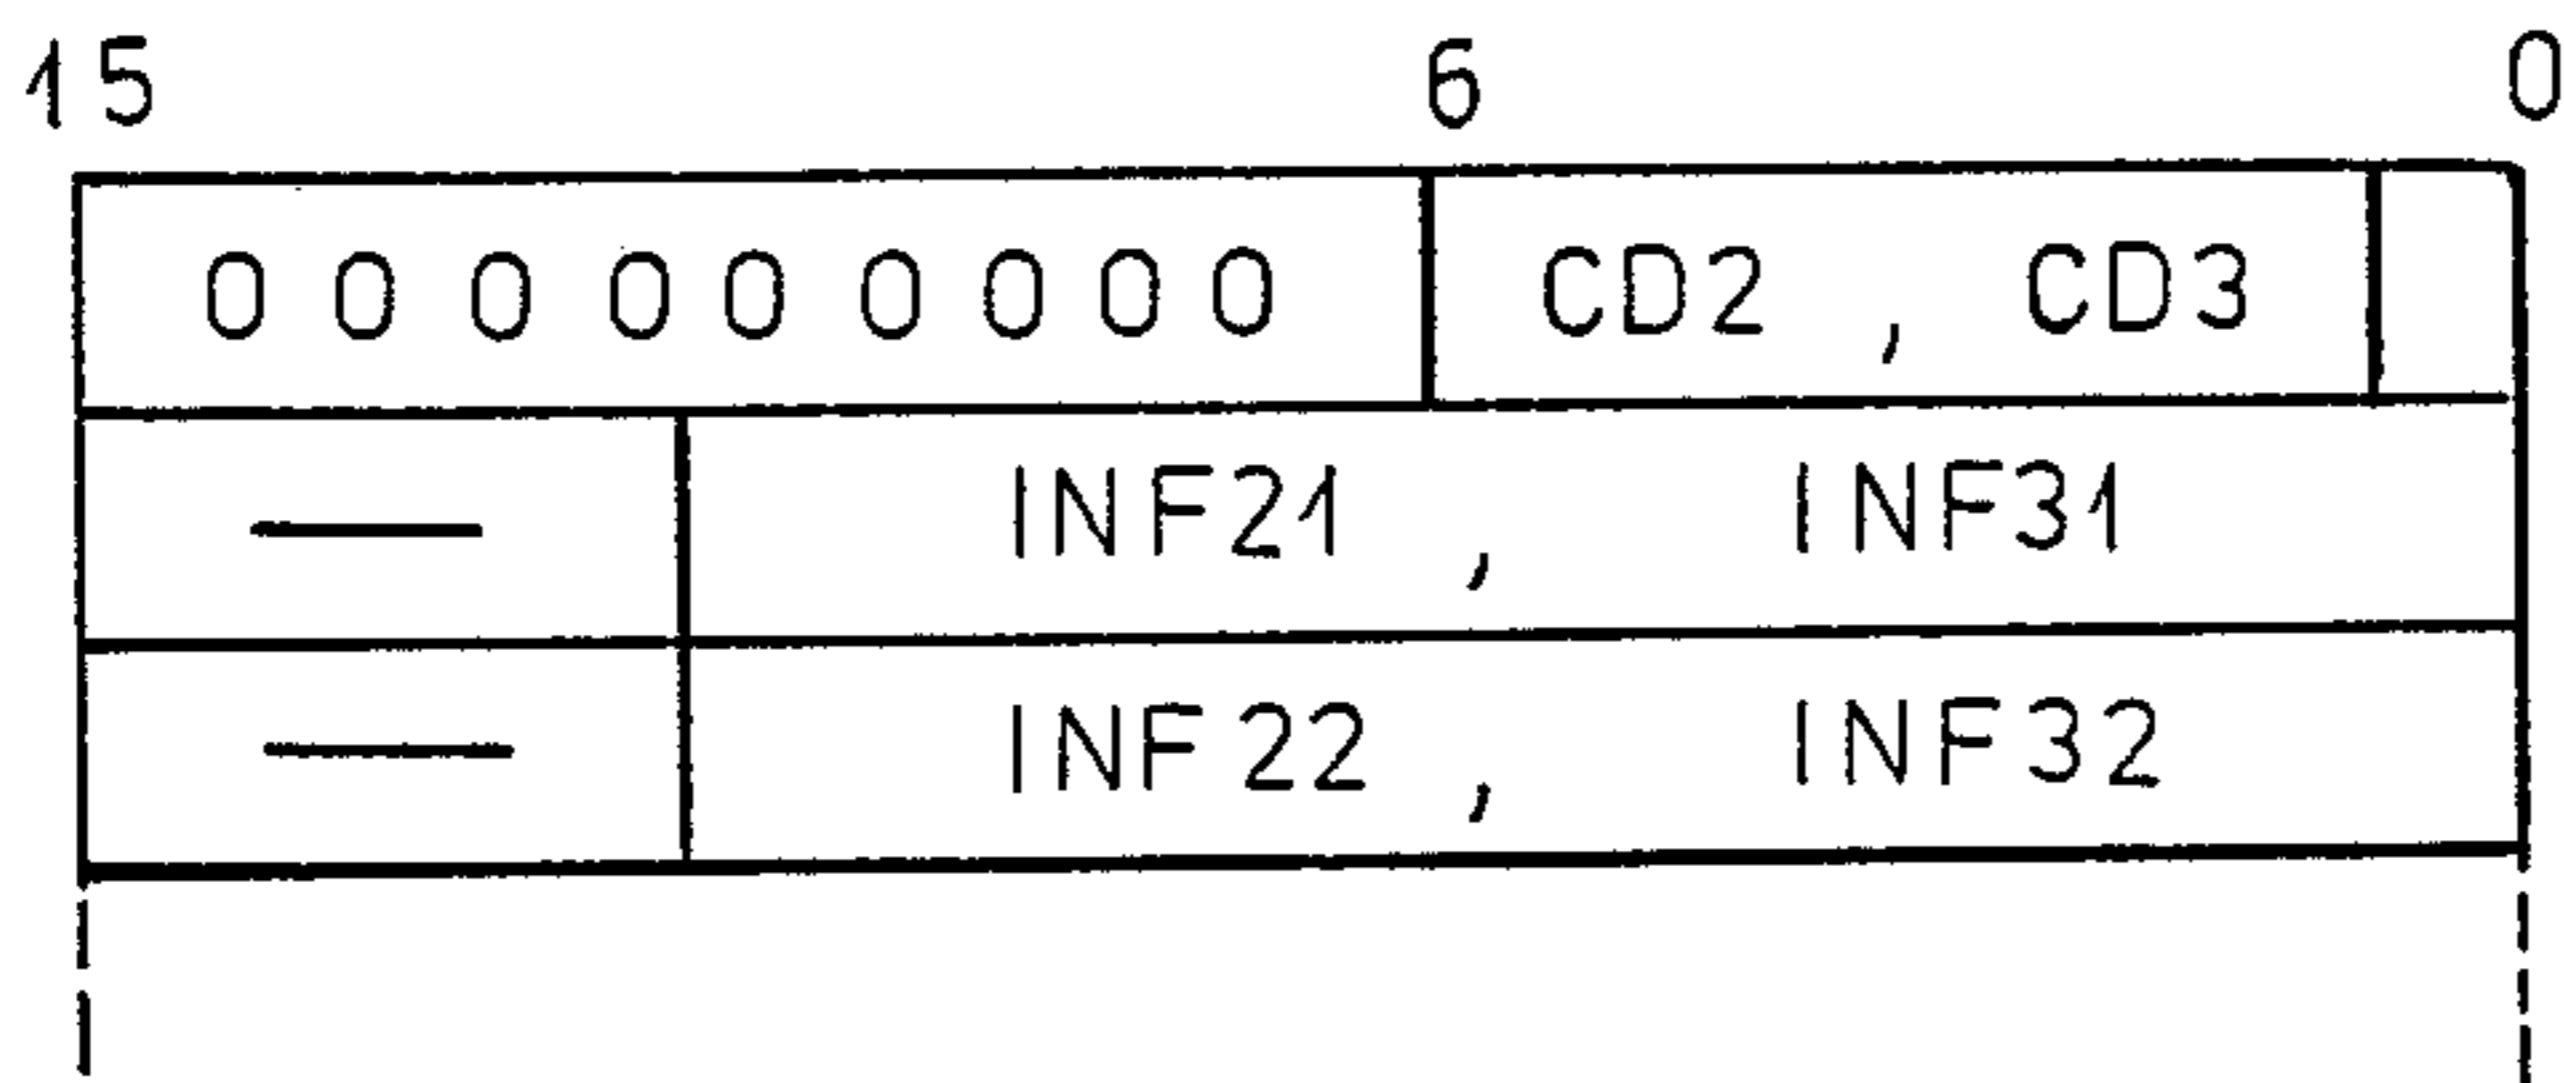 15 6 0
0 0 0 0 0 0 0 0 0 CD2 , CD3
— INF21 , INF31
— INF22 , INF32